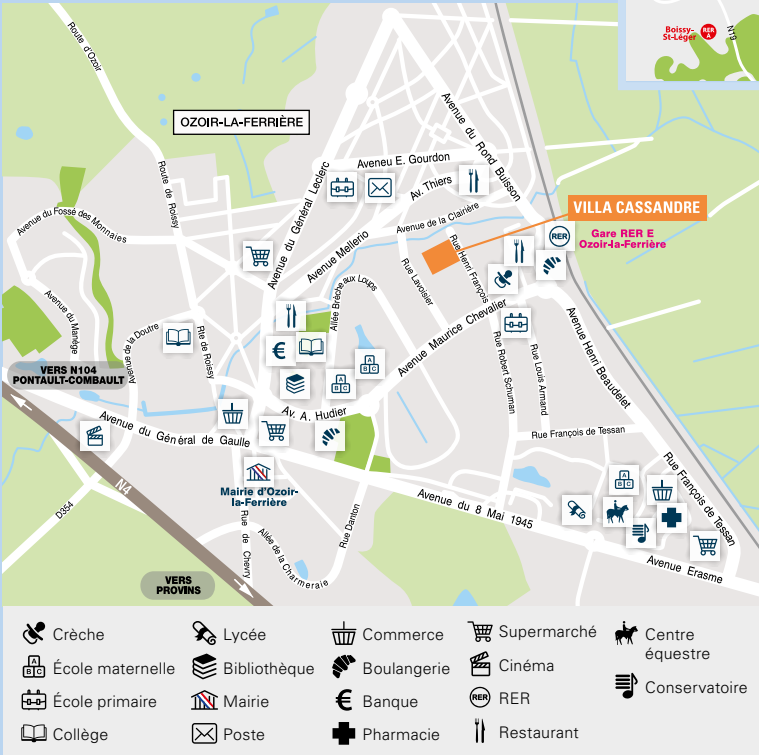 Boissy-
St-Léger
RER
A
N19
Route d'Ozoir
OZOIR-LA-FERRIÈRE
Avenue du Rond Buisson
Aveneu E. Gourdon
Avenue du Général Leclerc
Route de Roissy
Av. Thiers
VILLA CASSANDRE
Avenue du Fossé des Monnaies
Avenue de la Clairière
RER
Gare RER E
Ozoir-la-Ferrière
Avenue Mellerio
Rue Henri François
Rue Lavoisier
Allée Brèche aux Loups
Avenue du Manège
Avenue de la Doutre
Rte de Roissy
Avenue Maurice Chevalier
Avenue Henri Beaudelet
Rue Robert Schuman
Rue Louis Armand
VERS N104
PONTAULT-COMBAULT
€
A
B C
A
B C
Av. A. Hudier
Avenue du Général de Gaulle
Rue François de Tessan
Mairie d'Ozoir-
la-Ferrière
N4
D354
Rue de Chevry
Allée de la Charmeraie
Rue Danton
Avenue du 8 Mai 1945
A
B C
Rue François de Tessan
Avenue Erasme
VERS
PROVINS
Crèche
A
B C
École maternelle
École primaire
Collège
Lycée
Bibliothèque
Mairie
Poste
Commerce
Boulangerie
€ Banque
Pharmacie
Supermarché
Cinéma
RER RER
Restaurant
Centre
équestre
Conservatoire